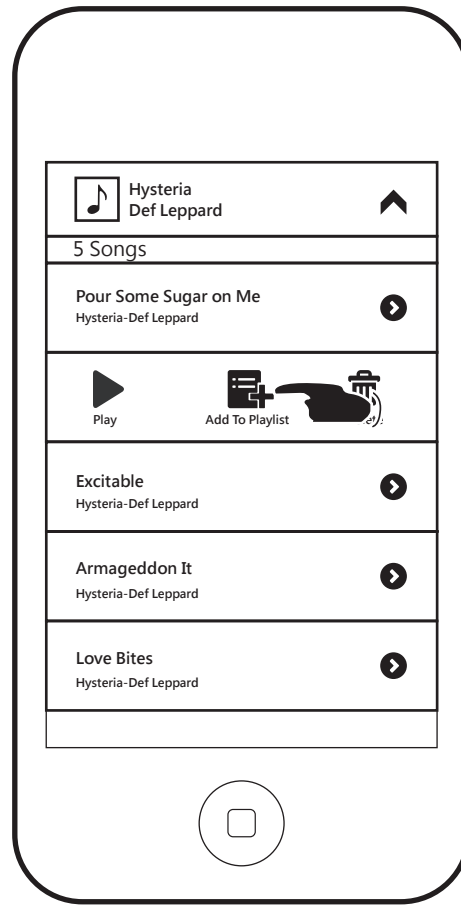 Hysteria
Def Leppard
5 Songs
Pour Some Sugar on Me
Hysteria-Def Leppard
Play
Add To Playlist
Excitable
Hysteria-Def Leppard
Armageddon It
Hysteria-Def Leppard
Love Bites
Hysteria-Def Leppard